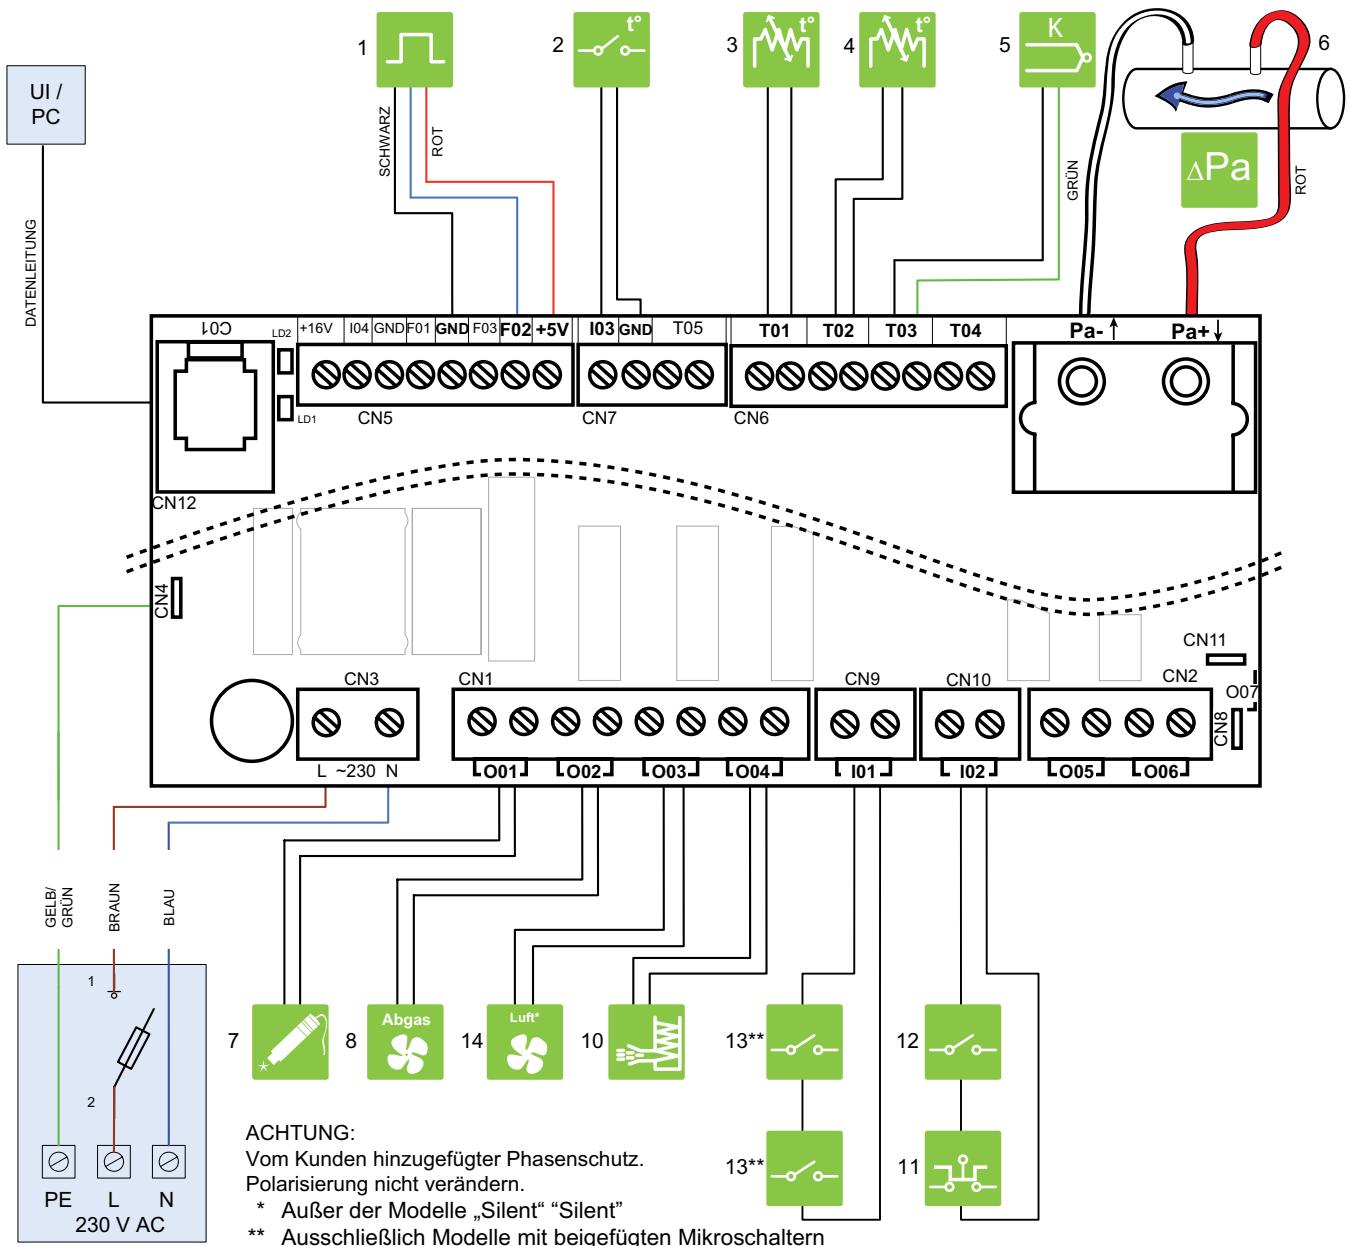 1
2
t°
3
t°
4
t°
5
K
6
UI /
PC
SCHWARZ
ROT
GRÜN
ΔPa
ROT
DATENLEITUNG
C01
LD2
+16V
I04
GND
F01
GND
F03
F02
+5V
I03
GND
T05
T01
T02
T03
T04
Pa-
Pa+
LD1
CN5
CN7
CN6
CN12
CN4
CN11
CN3
CN1
CN9
CN10
CN2
O07
CN8
L ~230 N
O01
O02
O03
O04
I01
I02
O05
O06
GELB/
GRÜN
BRAUN
BLAU
1
2
7
8
Abgas
14
Luft*
10
13**
12
13**
11
PE
L
N
230 V AC
ACHTUNG:
Vom Kunden hinzugefügter Phasenschutz.
Polarisierung nicht verändern.
* Außer der Modelle „Silent“ “Silent”
** Ausschließlich Modelle mit beigefügten Mikroschaltern